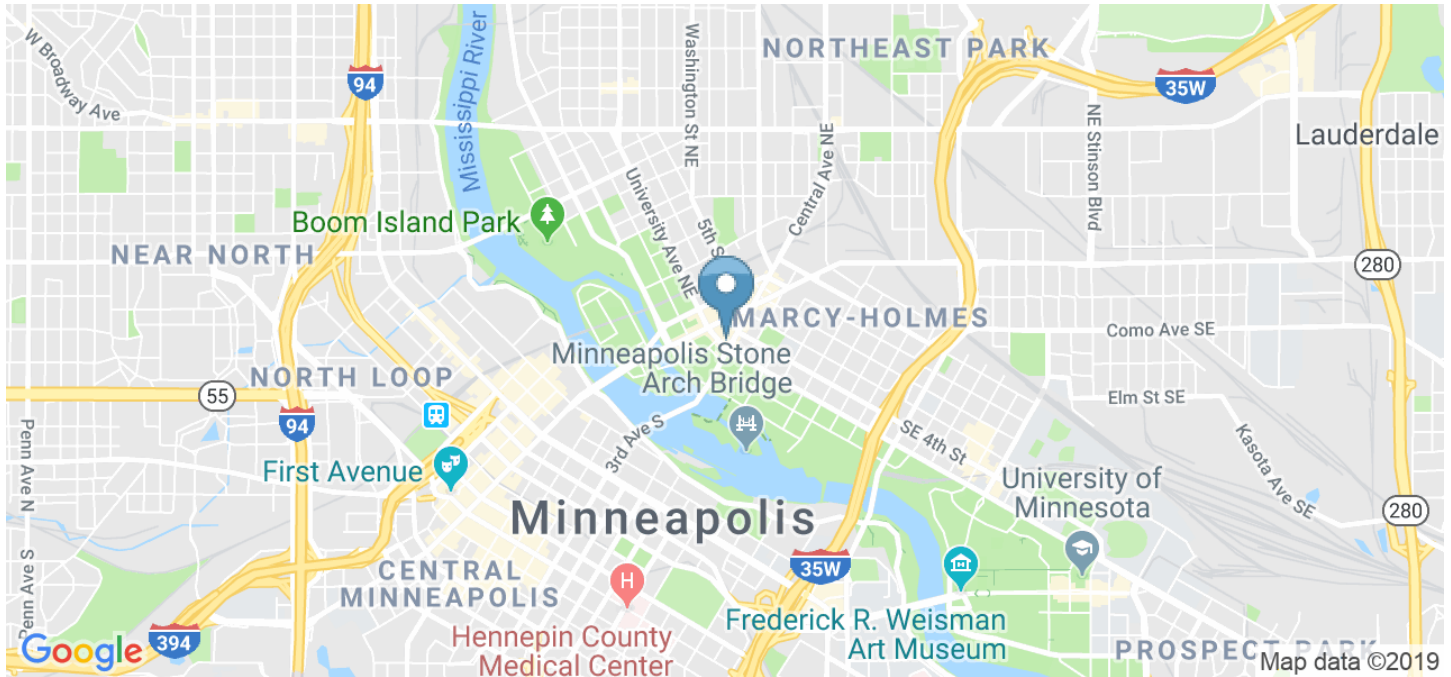 W Broadway Ave
94
Mississippi River
Washington St NE
NORTHEAST PARK
35W
NE Stinson Blvd
Lauderdale
Central Ave NE
University Ave NE
5th S
Boom Island Park
NEAR NORTH
280
MARCY-HOLMES
Como Ave SE
Minneapolis Stone
Arch Bridge
NORTH LOOP
55
94
Elm St SE
Penn Ave N
3rd Ave S
SE 4th St
Kasota Ave SE
First Avenue
University of
Minnesota
280
Minneapolis
35W
CENTRAL
MINNEAPOLIS
H
Penn Ave S
Frederick R. Weisman
Art Museum
Hennepin County
Medical Center
394
PROSPECT PARK
Google
Map data ©2019